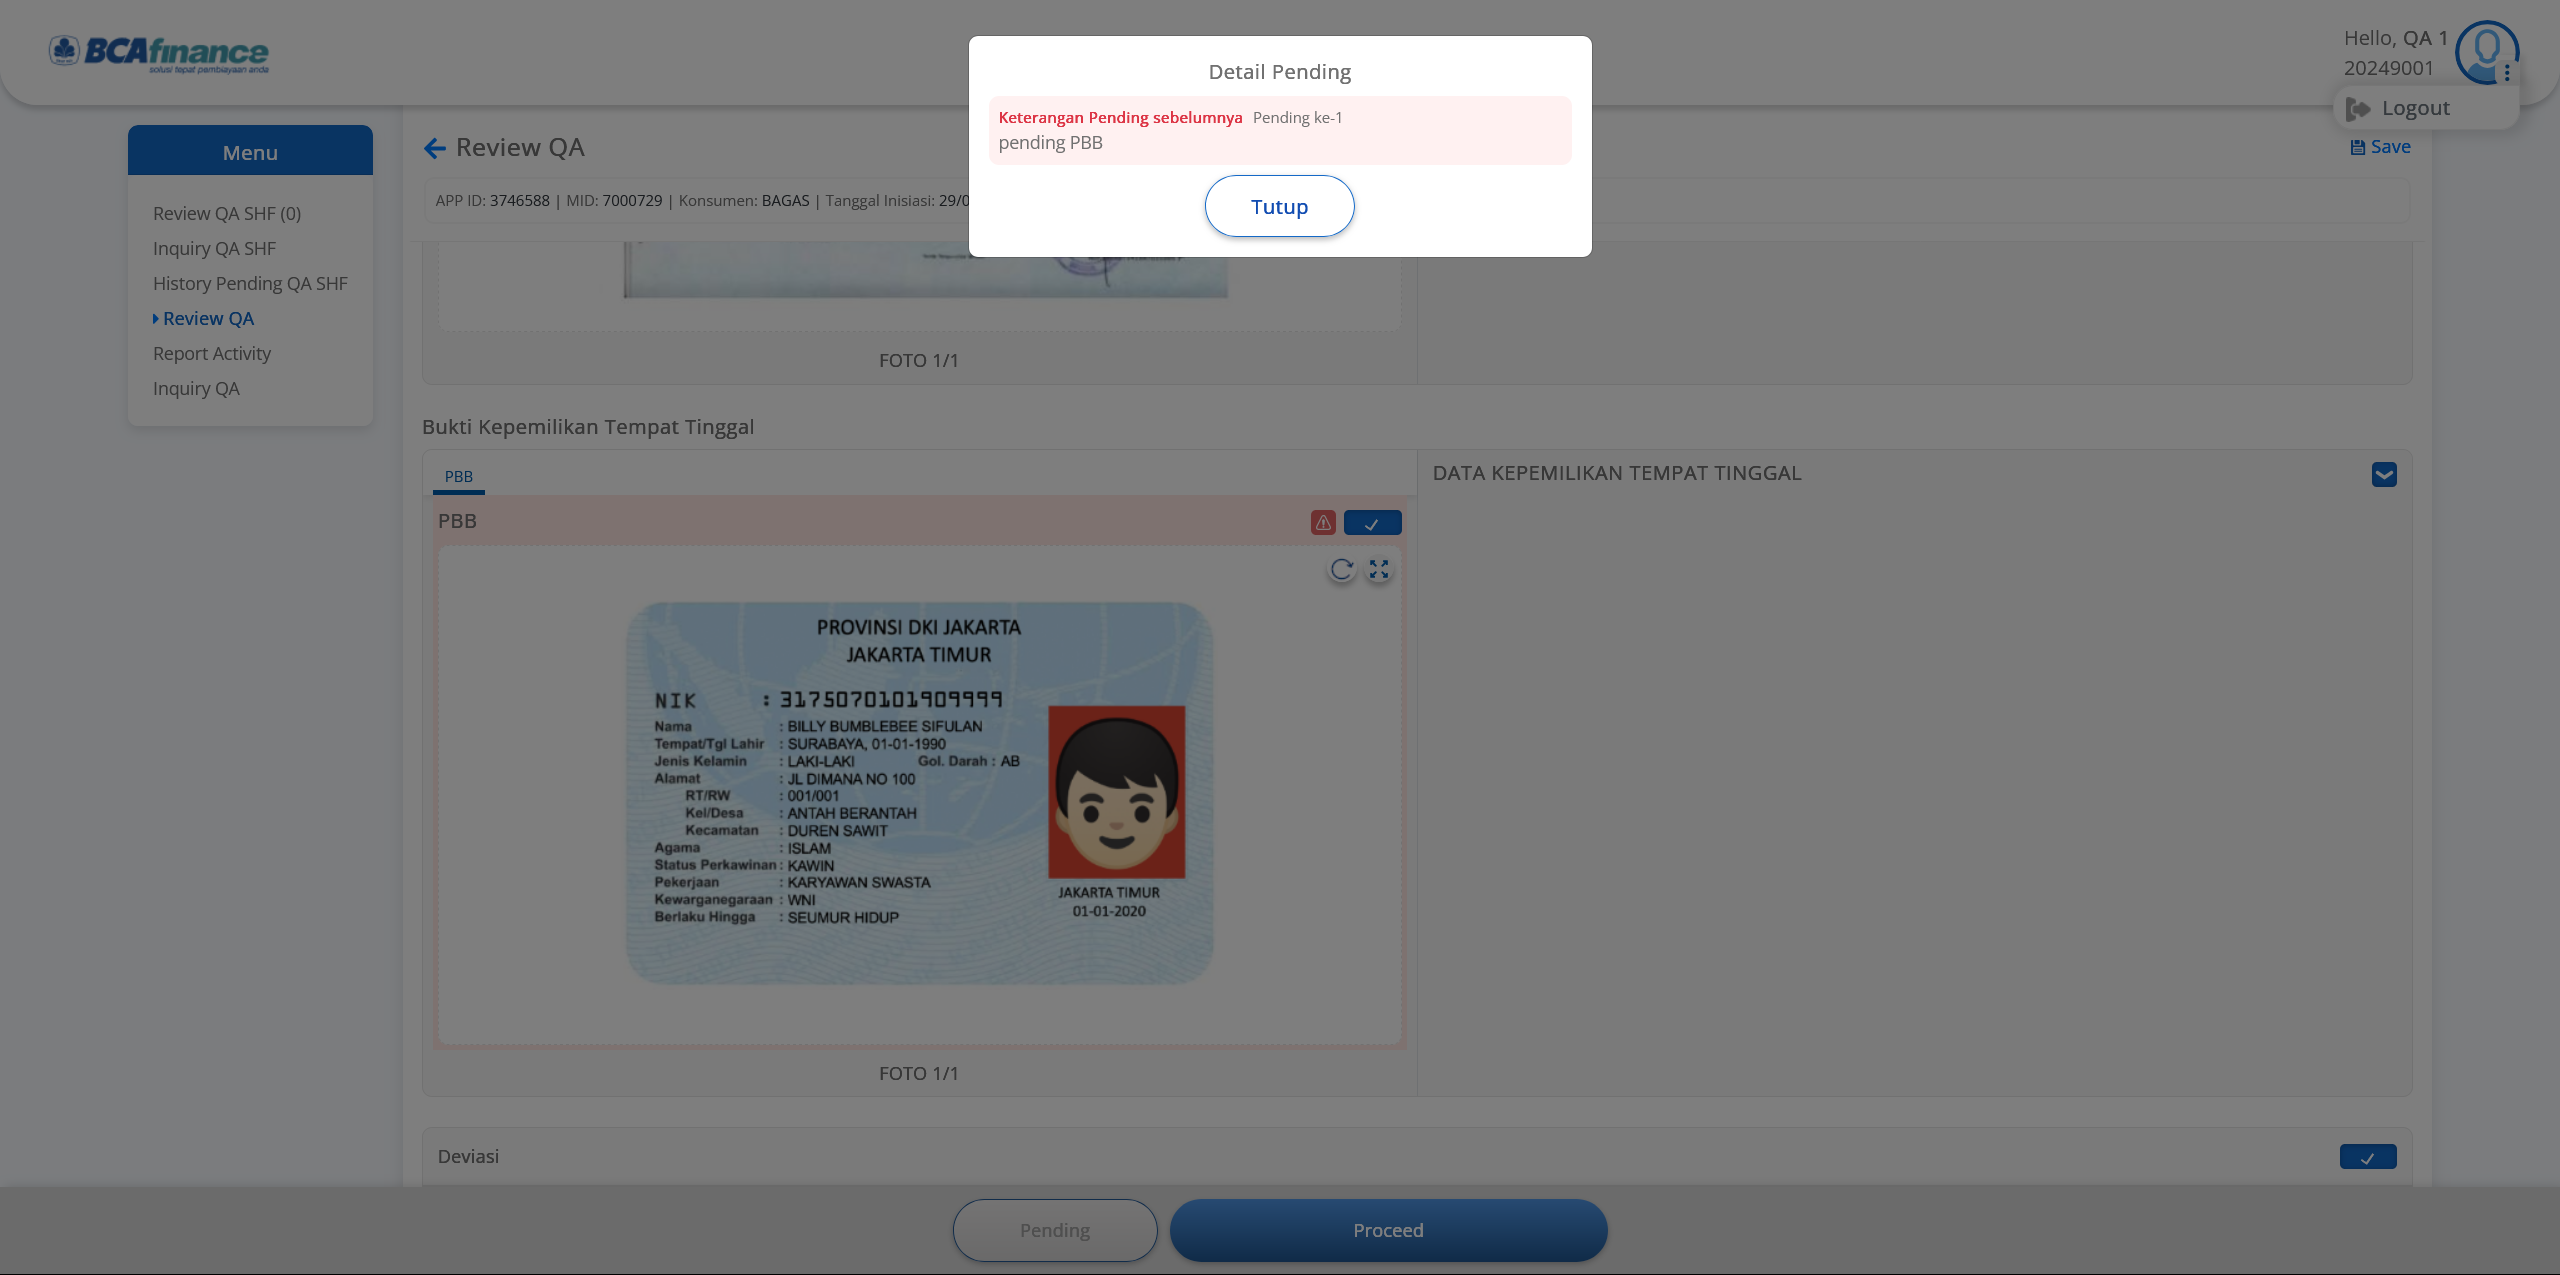 BCAfinance
solusi tepat pembiayaan anda
Hello, QA 1
20249001
Logout
Detail Pending
Keterangan Pending sebelumnya Pending ke-1
pending PBB
Tutup
Menu
Review QA SHF (0)
Inquiry QA SHF
History Pending QA SHF
Review QA
Report Activity
Inquiry QA
Review QA
Save
APP ID: 3746588 | MID: 7000729 | Konsumen: BAGAS | Tanggal Inisiasi: 29/0
FOTO 1/1
Bukti Kepemilikan Tempat Tinggal
PBB
DATA KEPEMILIKAN TEMPAT TINGGAL
PBB
PROVINSI DKI JAKARTA
JAKARTA TIMUR
NIK : 3175070101909999
Nama : BILLY BUMBLEBEE SIFULAN
Tempat/Tgl Lahir : SURABAYA, 01-01-1990
Jenis Kelamin : LAKI-LAKI Gol. Darah : AB
Alamat : JL DIMANA NO 100
RT/RW : 001/001
Kel/Desa : ANTAH BERANTAH
Kecamatan : DUREN SAWIT
Agama : ISLAM
Status Perkawinan : KAWIN
Pekerjaan : KARYAWAN SWASTA
Kewarganegaraan : WNI
Berlaku Hingga : SEUMUR HIDUP
JAKARTA TIMUR
01-01-2020
FOTO 1/1
Deviasi
Pending
Proceed